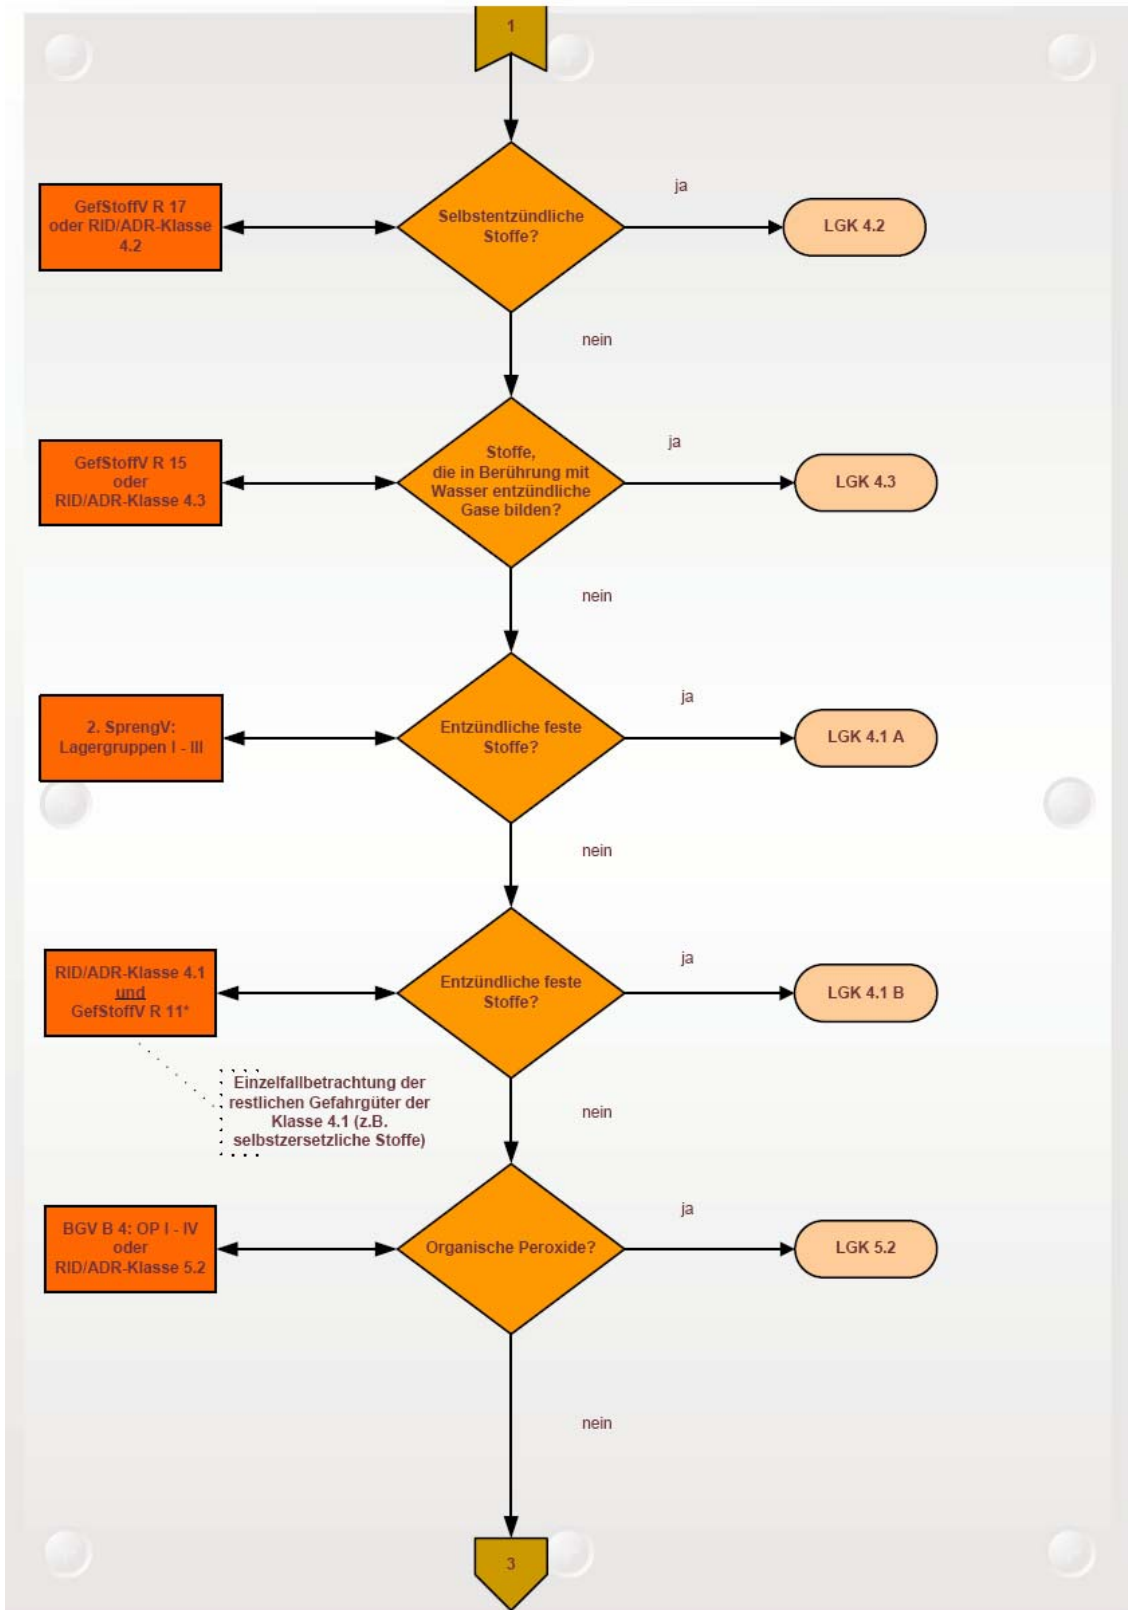 1
GefStoffV R 17
oder RID/ADR-Klasse
4.2
Selbstentzündliche
Stoffe?
ja
LGK 4.2
nein
GefStoffV R 15
oder
RID/ADR-Klasse 4.3
Stoffe,
die in Berührung mit
Wasser entzündliche
Gase bilden?
ja
LGK 4.3
nein
2. SprengV:
Lagergruppen I - III
Entzündliche feste
Stoffe?
ja
LGK 4.1 A
nein
RID/ADR-Klasse 4.1
und
GefStoffV R 11*
Entzündliche feste
Stoffe?
ja
LGK 4.1 B
Einzelfallbetrachtung der
restlichen Gefahrgüter der
Klasse 4.1 (z.B.
selbstzersetzliche Stoffe)
nein
BGV B 4: OP I - IV
oder
RID/ADR-Klasse 5.2
Organische Peroxide?
ja
LGK 5.2
nein
3